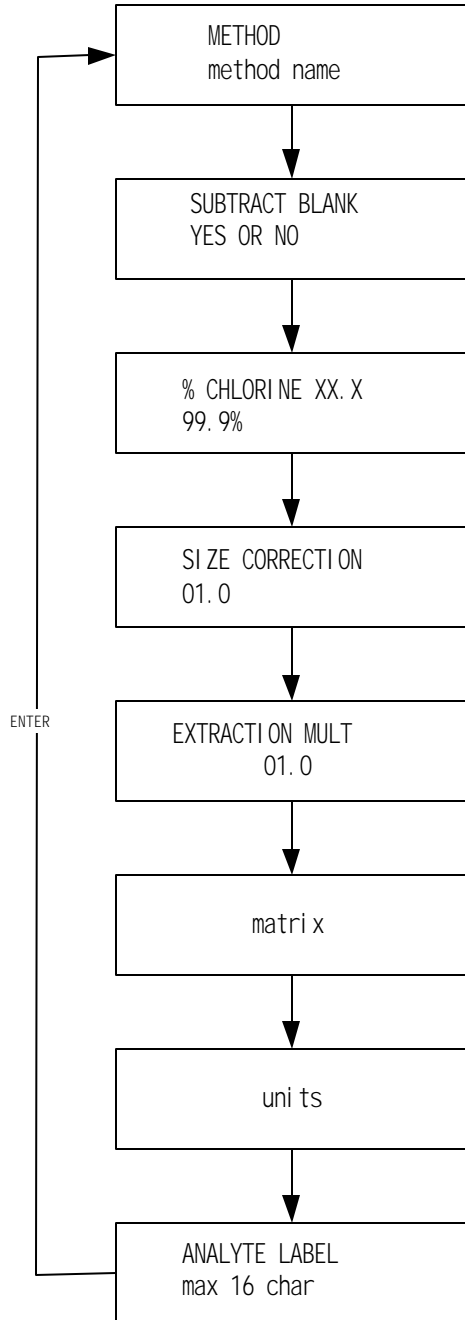 METHOD
method name
SUBTRACT BLANK
YES OR NO
% CHLORINE XX.X
99.9%
SIZE CORRECTION
01.0
ENTER
EXTRACTION MULT
01.0
matrix
units
ANALYTE LABEL
max 16 char